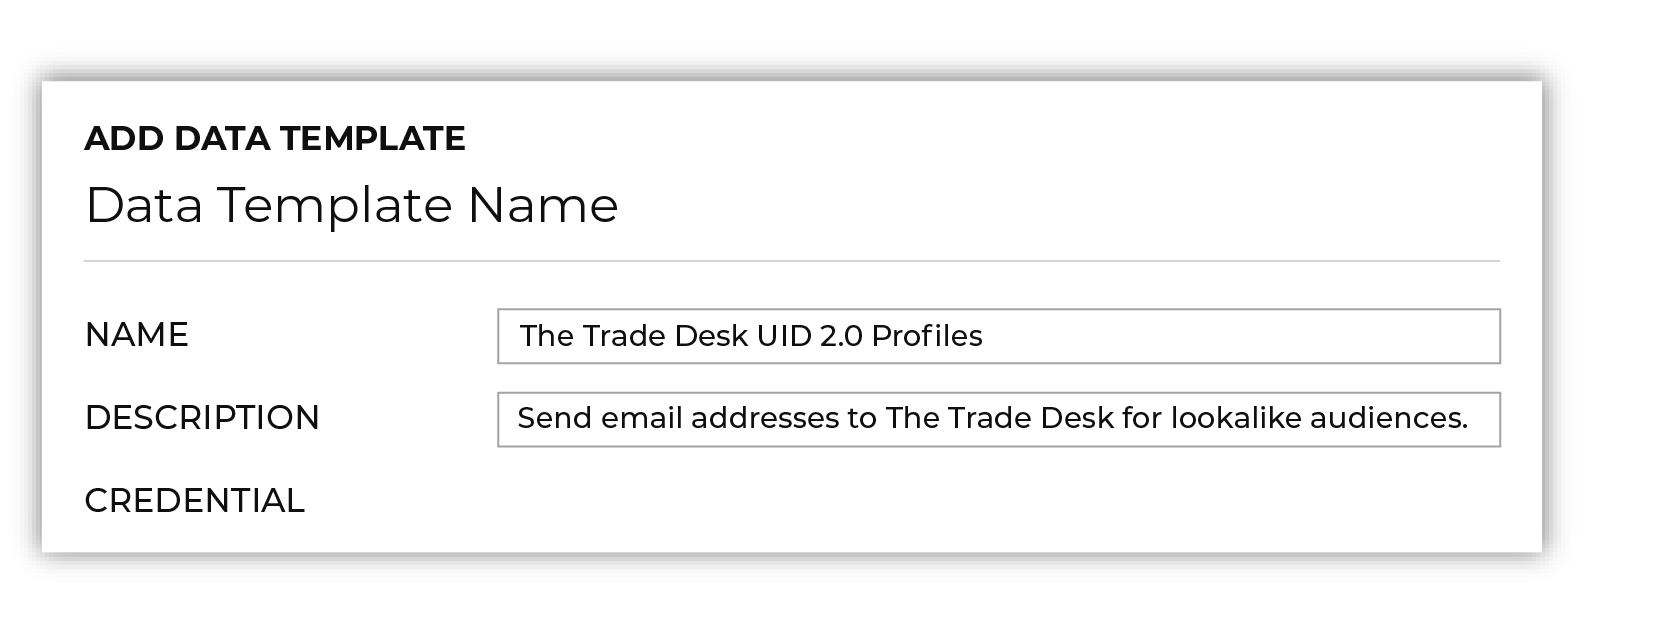 ADD DATA TEMPLATE
Data Template Name
NAME
The Trade Desk UID 2.0 Profiles
DESCRIPTION
Send email addresses to The Trade Desk for lookalike audiences.
CREDENTIAL